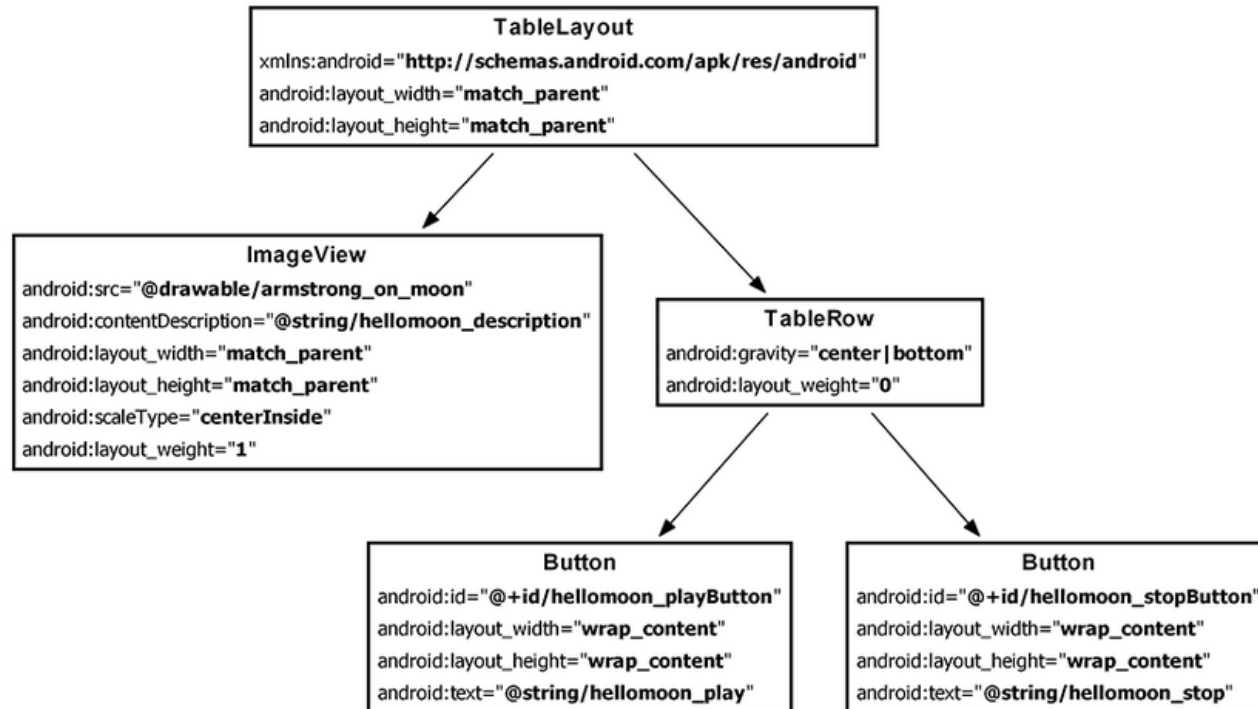 TableLayout
xmlns:android="http://schemas.android.com/apk/res/android"
android:layout_width="match_parent"
android:layout_height="match_parent"
ImageView
android:src="@drawable/armstrong_on_moon"
android:contentDescription="@string/hellomoon_description"
android:layout_width="match_parent"
android:layout_height="match_parent"
android:scaleType="centerInside"
android:layout_weight="1"
TableRow
android:gravity="center|bottom"
android:layout_weight="0"
Button
android:id="@+id/hellomoon_playButton"
android:layout_width="wrap_content"
android:layout_height="wrap_content"
android:text="@string/hellomoon_play"
Button
android:id="@+id/hellomoon_stopButton"
android:layout_width="wrap_content"
android:layout_height="wrap_content"
android:text="@string/hellomoon_stop"